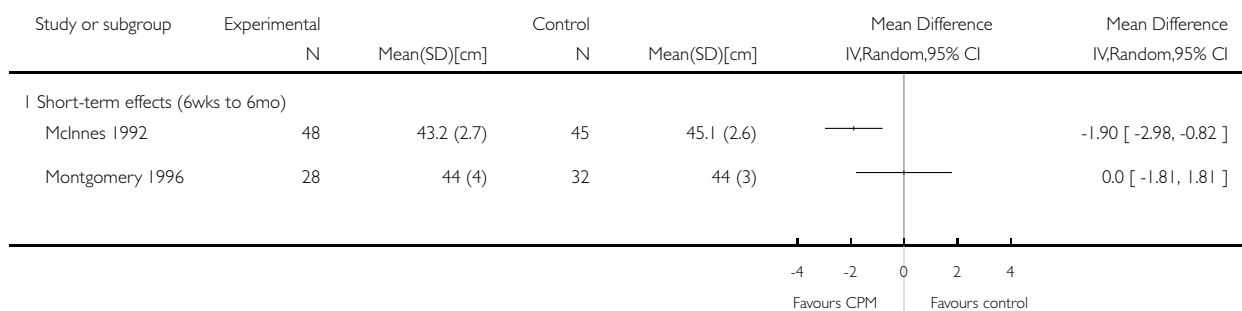 Study or subgroup Experimental Control Mean Difference Mean Difference
N Mean(SD)[cm] N Mean(SD)[cm] IV,Random,95% CI IV,Random,95% CI
1 Short-term effects (6wks to 6mo)
McInnes 1992 48 43.2 (2.7) 45 45.1 (2.6) -1.90 [ -2.98, -0.82 ]
Montgomery 1996 28 44 (4) 32 44 (3) 0.0 [ -1.81, 1.81 ]
-4 -2 0 2 4
Favours CPM Favours control